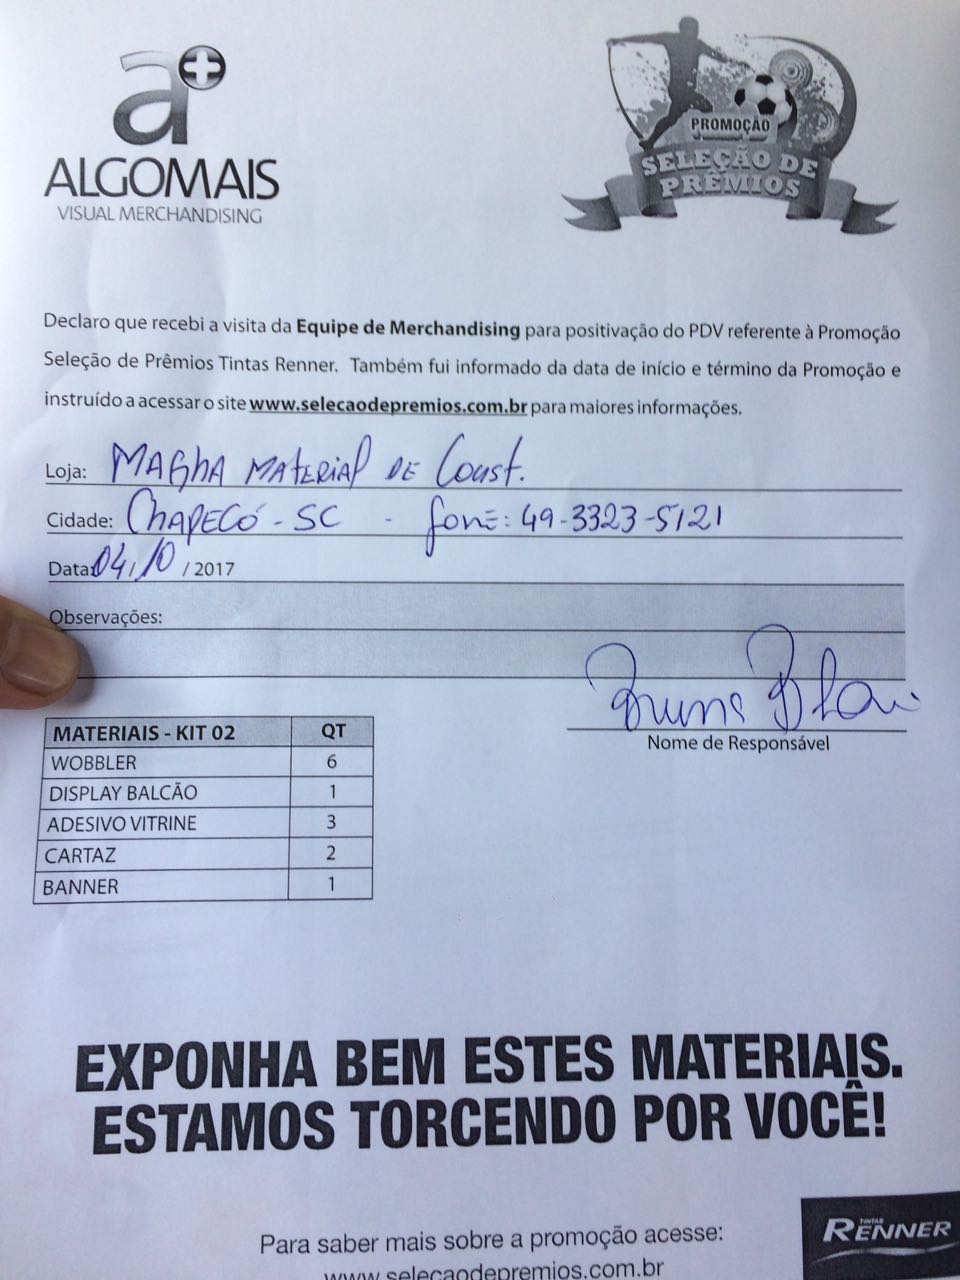 a+
ALGOMAIS
VISUAL MERCHANDISING
PROMOÇÃO
SELEÇÃO DE
PRÊMIOS
Declaro que recebi a visita da Equipe de Merchandising para positivação do PDV referente à Promoção
Seleção de Prêmios Tintas Renner. Também fui informado da data de início e término da Promoção e
instruído a acessar o site www.selecaodepremios.com.br para maiores informações.
Loja: MAGHA MATERIAL DE Const.
Cidade: CHAPECÓ - SC - fone: 49-3323-5121
Data: 04/10 / 2017
Observações:
Nome de Responsável
MATERIAIS - KIT 02 QT
WOBBLER 6
DISPLAY BALCÃO 1
ADESIVO VITRINE 3
CARTAZ 2
BANNER 1
EXPONHA BEM ESTES MATERIAIS.
ESTAMOS TORCENDO POR VOCÊ!
Para saber mais sobre a promoção acesse:
www.selecaodepremios.com.br
TINTAS
RENNER